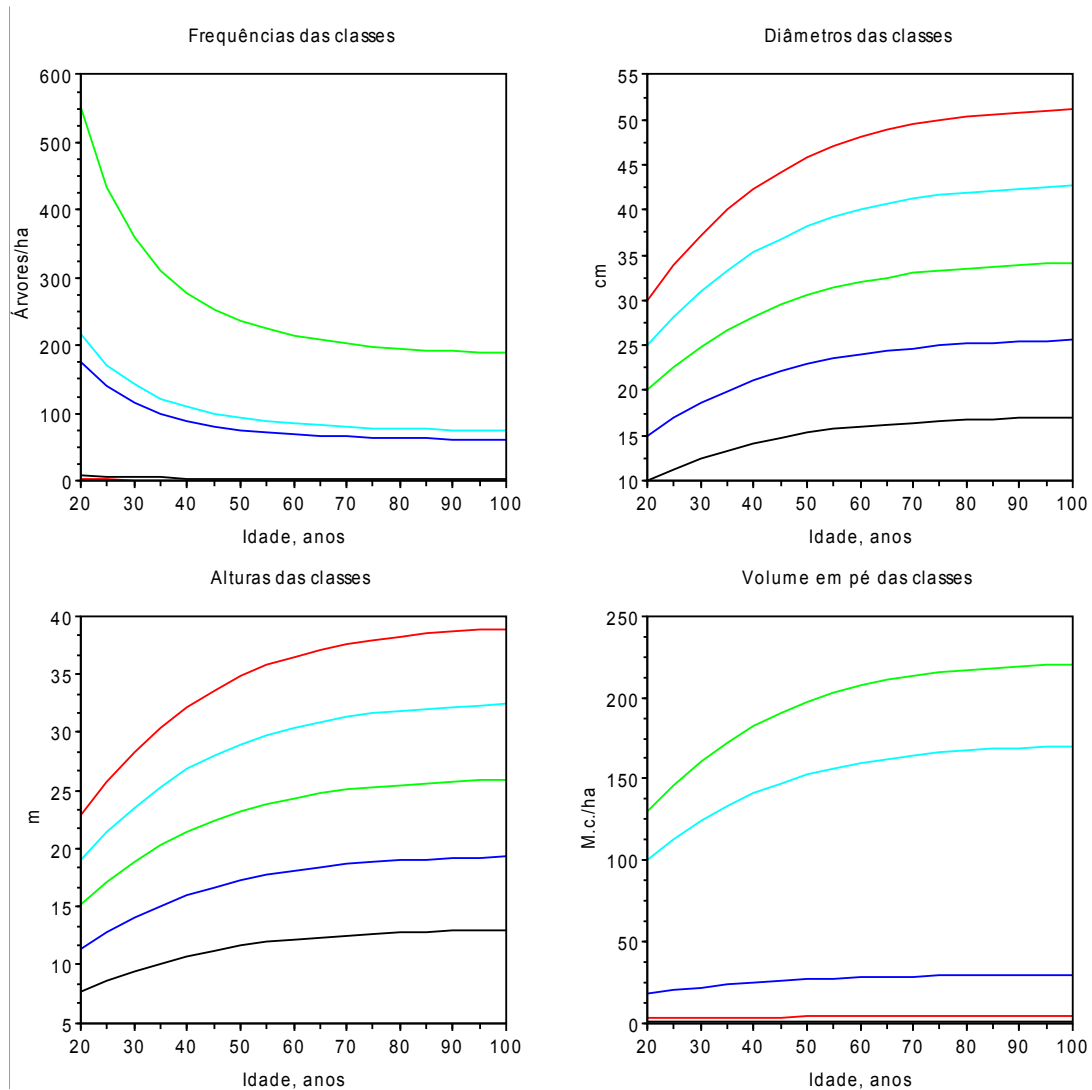 Frequências das classes
Árvores/ha
600
500
400
300
200
100
0
20 30 40 50 60 70 80 90 100
Idade, anos
Diâmetros das classes
cm
55
50
45
40
35
30
25
20
15
10
20 30 40 50 60 70 80 90 100
Idade, anos
Alturas das classes
m
40
35
30
25
20
15
10
5
20 30 40 50 60 70 80 90 100
Idade, anos
Volume em pé das classes
M.c./ha
250
200
150
100
50
0
20 30 40 50 60 70 80 90 100
Idade, anos